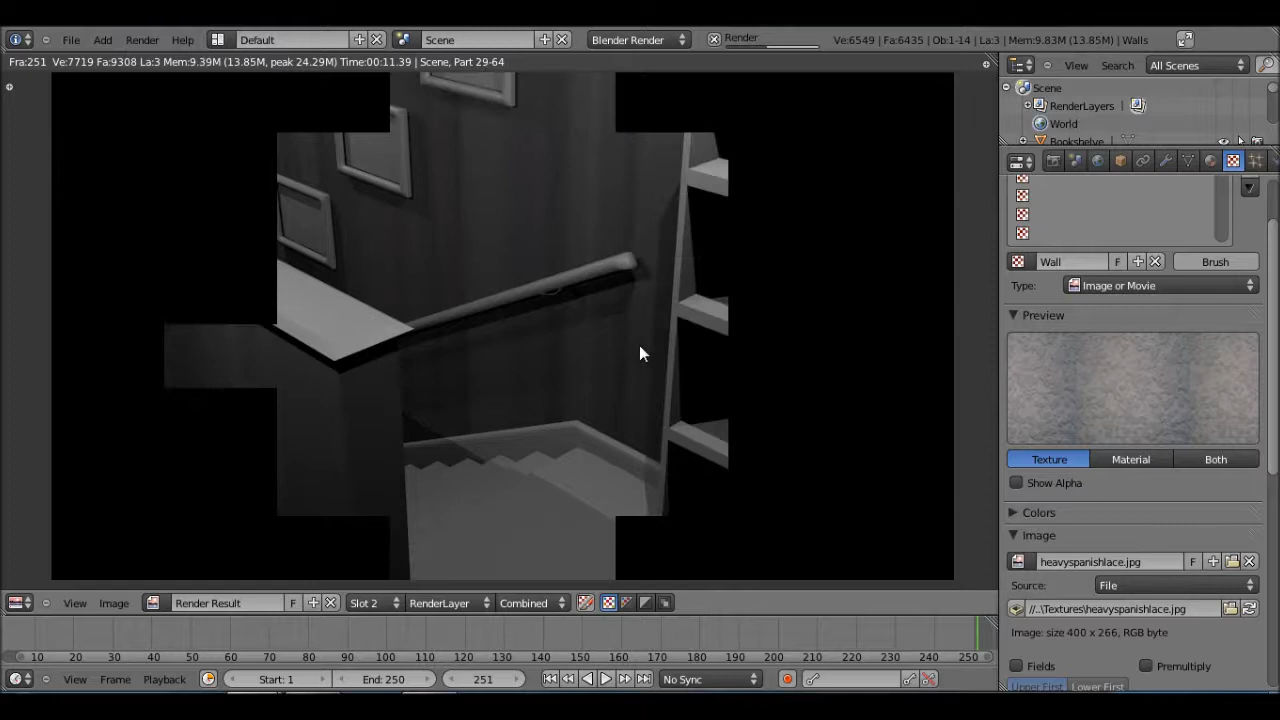 File Add Render Help Default Scene Blender Render Render Ve:6549 | Fa:6435 | Ob:1-14 | La:3 | Mem:9.83M (13.85M) | Walls
Fra:251 Ve:7719 Fa:9308 La:3 Mem:9.39M (13.85M, peak 24.29M) Time:00:11.39 | Scene, Part 29-64
View Search All Scenes
Scene
RenderLayers
World
Bookshelve
Wall F Brush
Type: Image or Movie
Preview
Texture Material Both
Show Alpha
Colors
Image
heavyspanishlace.jpg F
Source: File
//..\Textures\heavyspanishlace.jpg
Image: size 400 x 266, RGB byte
Fields Premultiply
Upper First Lower First
View Image Render Result F Slot 2 RenderLayer Combined
10 20 30 40 50 60 70 80 90 100 110 120 130 140 150 160 170 180 190 200 210 220 230 240 250
View Frame Playback Start: 1 End: 250 251 No Sync